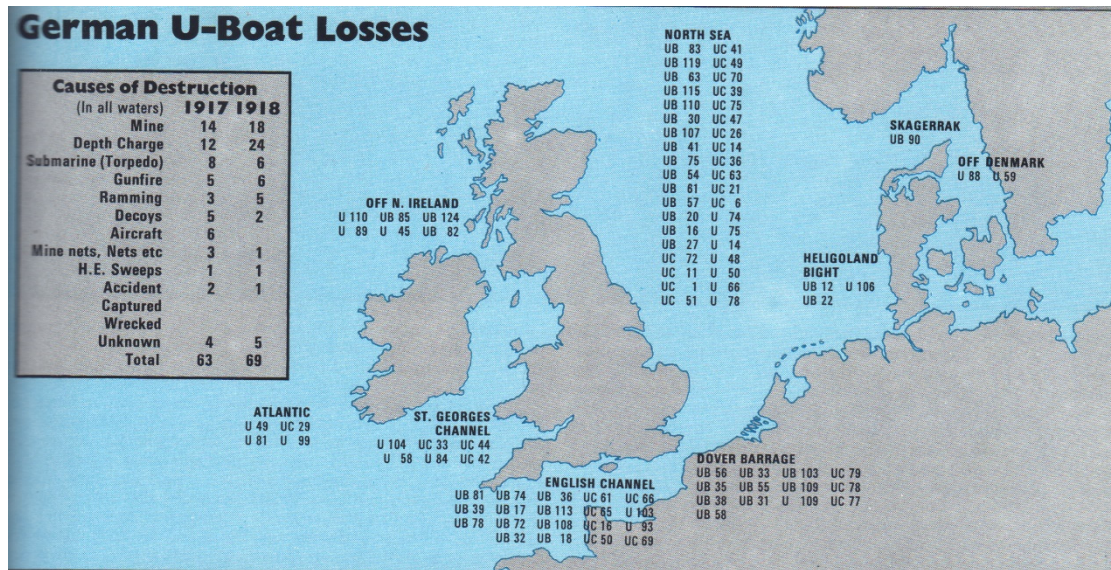 German U-Boat Losses
Causes of Destruction
(In all waters) 1917 1918
Mine 14 18
Depth Charge 12 24
Submarine (Torpedo) 8 6
Gunfire 5 6
Ramming 3 5
Decoys 5 2
Aircraft 6
Mine nets, Nets etc 3 1
H.E. Sweeps 1 1
Accident 2 1
Captured
Wrecked
Unknown 4 5
Total 63 69
NORTH SEA
UB 83 UC 41
UB 119 UC 49
UB 63 UC 70
UB 115 UC 39
UB 110 UC 75
UB 30 UC 47
UB 107 UC 26
UB 41 UC 14
UB 75 UC 36
UB 54 UC 63
UB 61 UC 21
UB 57 UC 6
UB 20 U 74
UB 16 U 75
UB 27 U 14
UC 72 U 48
UC 11 U 50
UC 1 U 66
UC 51 U 78
SKAGERRAK
UB 90
OFF DENMARK
U 88 U 59
OFF N. IRELAND
U 110 UB 85 UB 124
U 89 U 45 UB 82
HELIGOLAND
BIGHT
UB 12 U 106
UB 22
ATLANTIC
U 49 UC 29
U 81 U 99
ST. GEORGES
CHANNEL
U 104 UC 33 UC 44
U 58 U 84 UC 42
ENGLISH CHANNEL
UB 81 UB 74 UB 36 UC 61 UC 66
UB 39 UB 17 UB 113 UC 65 U 103
UB 78 UB 72 UB 108 UC 16 U 93
UB 32 UB 18 UC 50 UC 69
DOVER BARRAGE
UB 56 UB 33 UB 103 UC 79
UB 35 UB 55 UB 109 UC 78
UB 38 UB 31 U 109 UC 77
UB 58